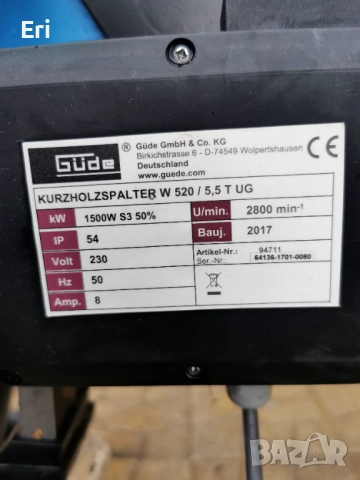 Eri
Güde ® Güde GmbH & Co. KG
Birkichstrasse 6 - D-74549 Wolpertshausen
Deutschland
www.guede.com
KURZHOLZSPALTER W 520 / 5,5 T UG
kW 1500W S3 50% U/min. 2800 min⁻¹
IP 54 Bauj. 2017
Volt 230 Artikel-Nr.: 94711
Ser.-Nr.: 64136-1701-0080
Hz 50
Amp. 8
BAZAR.bg